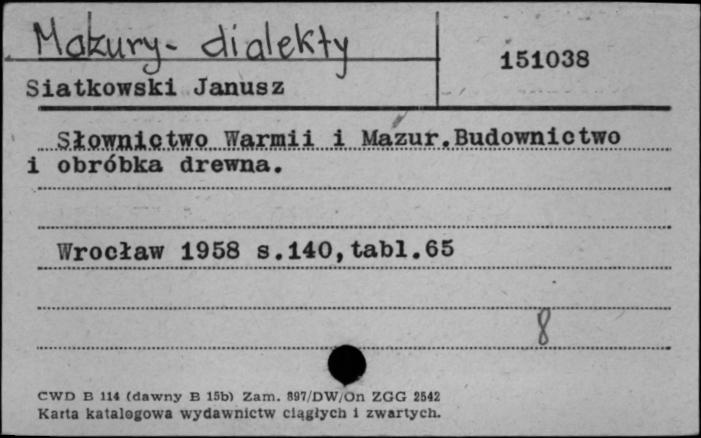 Mazury - dialekty
151038
Siatkowski Janusz
Słownictwo Warmii i Mazur.Budownictwo
i obróbka drewna.
Wrocław 1958 s.140,tabl.65
8
CWD B 114 (dawny B 15b) Zam. 897/DW/On ZGG 2542
Karta katalogowa wydawnictw ciągłych i zwartych.